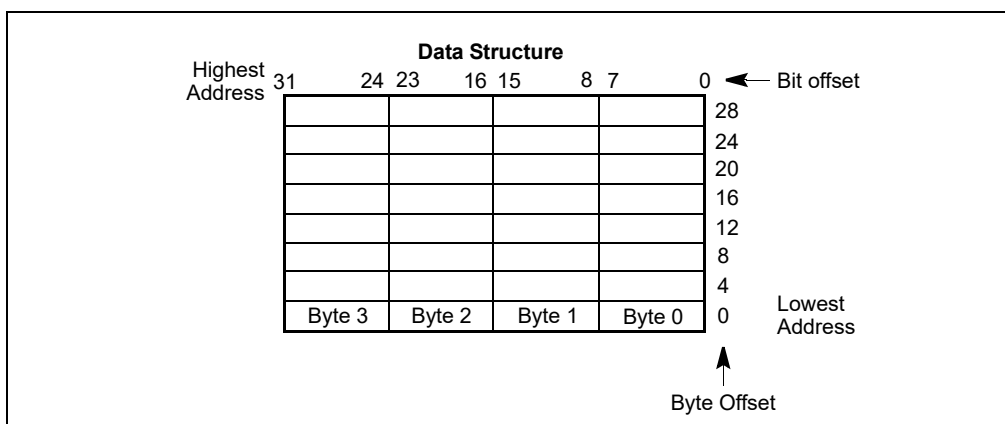 Data Structure
Highest
Address
31 24 23 16 15 8 7 0 Bit offset
28
24
20
16
12
8
4
Byte 3 Byte 2 Byte 1 Byte 0 0
Lowest
Address
Byte Offset